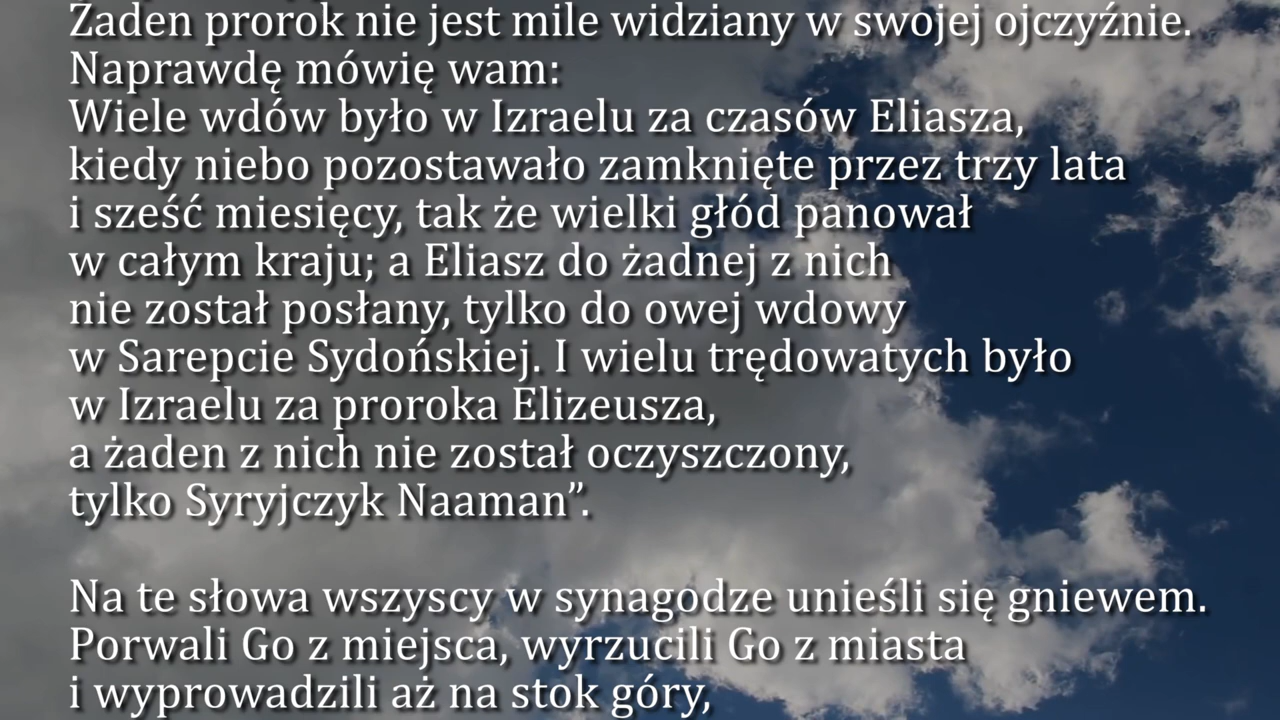 Żaden prorok nie jest mile widziany w swojej ojczyźnie.
Naprawdę mówię wam:
Wiele wdów było w Izraelu za czasów Eliasza,
kiedy niebo pozostawało zamknięte przez trzy lata
i sześć miesięcy, tak że wielki głód panował
w całym kraju; a Eliasz do żadnej z nich
nie został posłany, tylko do owej wdowy
w Sarepcie Sydońskiej. I wielu trędowatych było
w Izraelu za proroka Elizeusza,
a żaden z nich nie został oczyszczony,
tylko Syryjczyk Naaman”.
Na te słowa wszyscy w synagodze unieśli się gniewem.
Porwali Go z miejsca, wyrzucili Go z miasta
i wyprowadzili aż na stok góry,